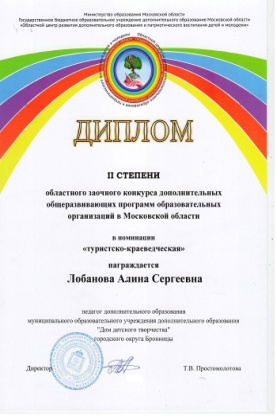 Министерство образования Московской области
Государственное бюджетное образовательное учреждение дополнительного образования Московской области
«Областной центр развития дополнительного образования и патриотического воспитания детей и молодежи»
ДИПЛОМ
II СТЕПЕНИ
областного заочного конкурса дополнительных
общеразвивающих программ образовательных
организаций в Московской области
в номинации
«туристско-краеведческая»
награждается
Лобанова Алина Сергеевна
педагог дополнительного образования
муниципального образовательного учреждения дополнительного образования
"Дом детского творчества"
городского округа Бронницы
Директор
Т.В. Простомолотова